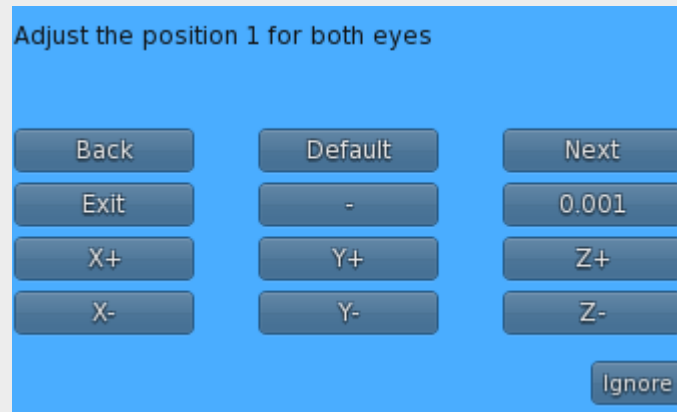 Adjust the position 1 for both eyes
Back Default Next
Exit - 0.001
X+ Y+ Z+
X- Y- Z-
Ignore